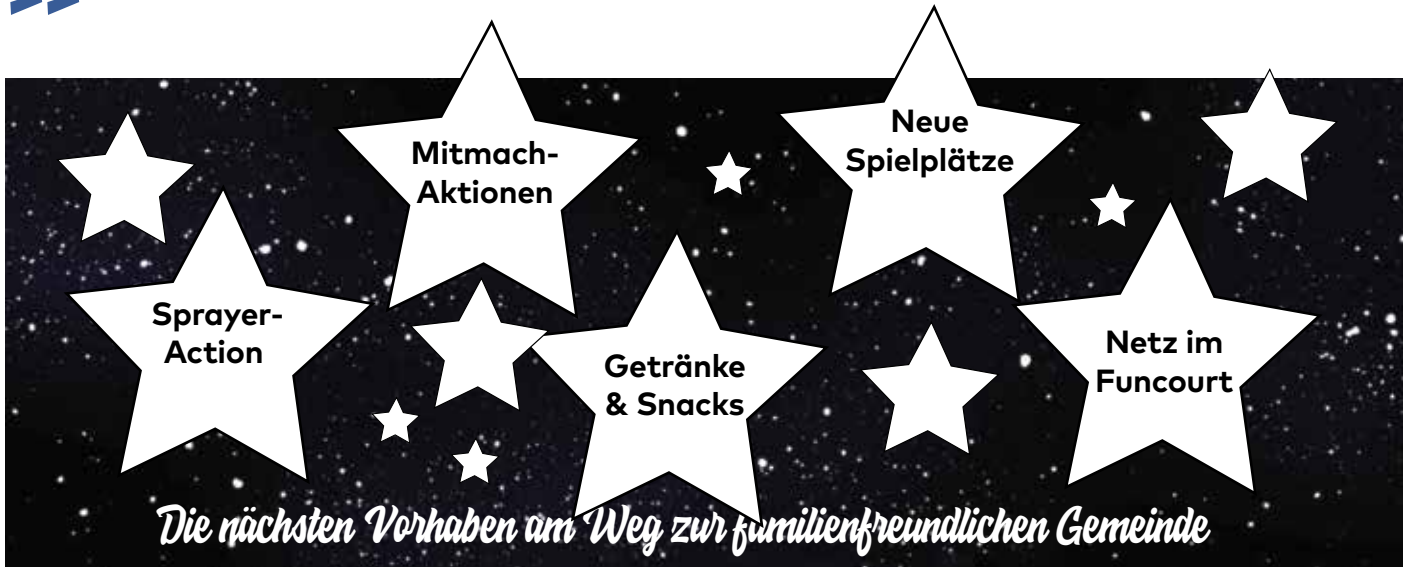 Mitmach-
Aktionen
Neue
Spielplätze
Sprayer-
Action
Getränke
& Snacks
Netz im
Funcourt
Die nächsten Vorhaben am Weg zur familienfreundlichen Gemeinde